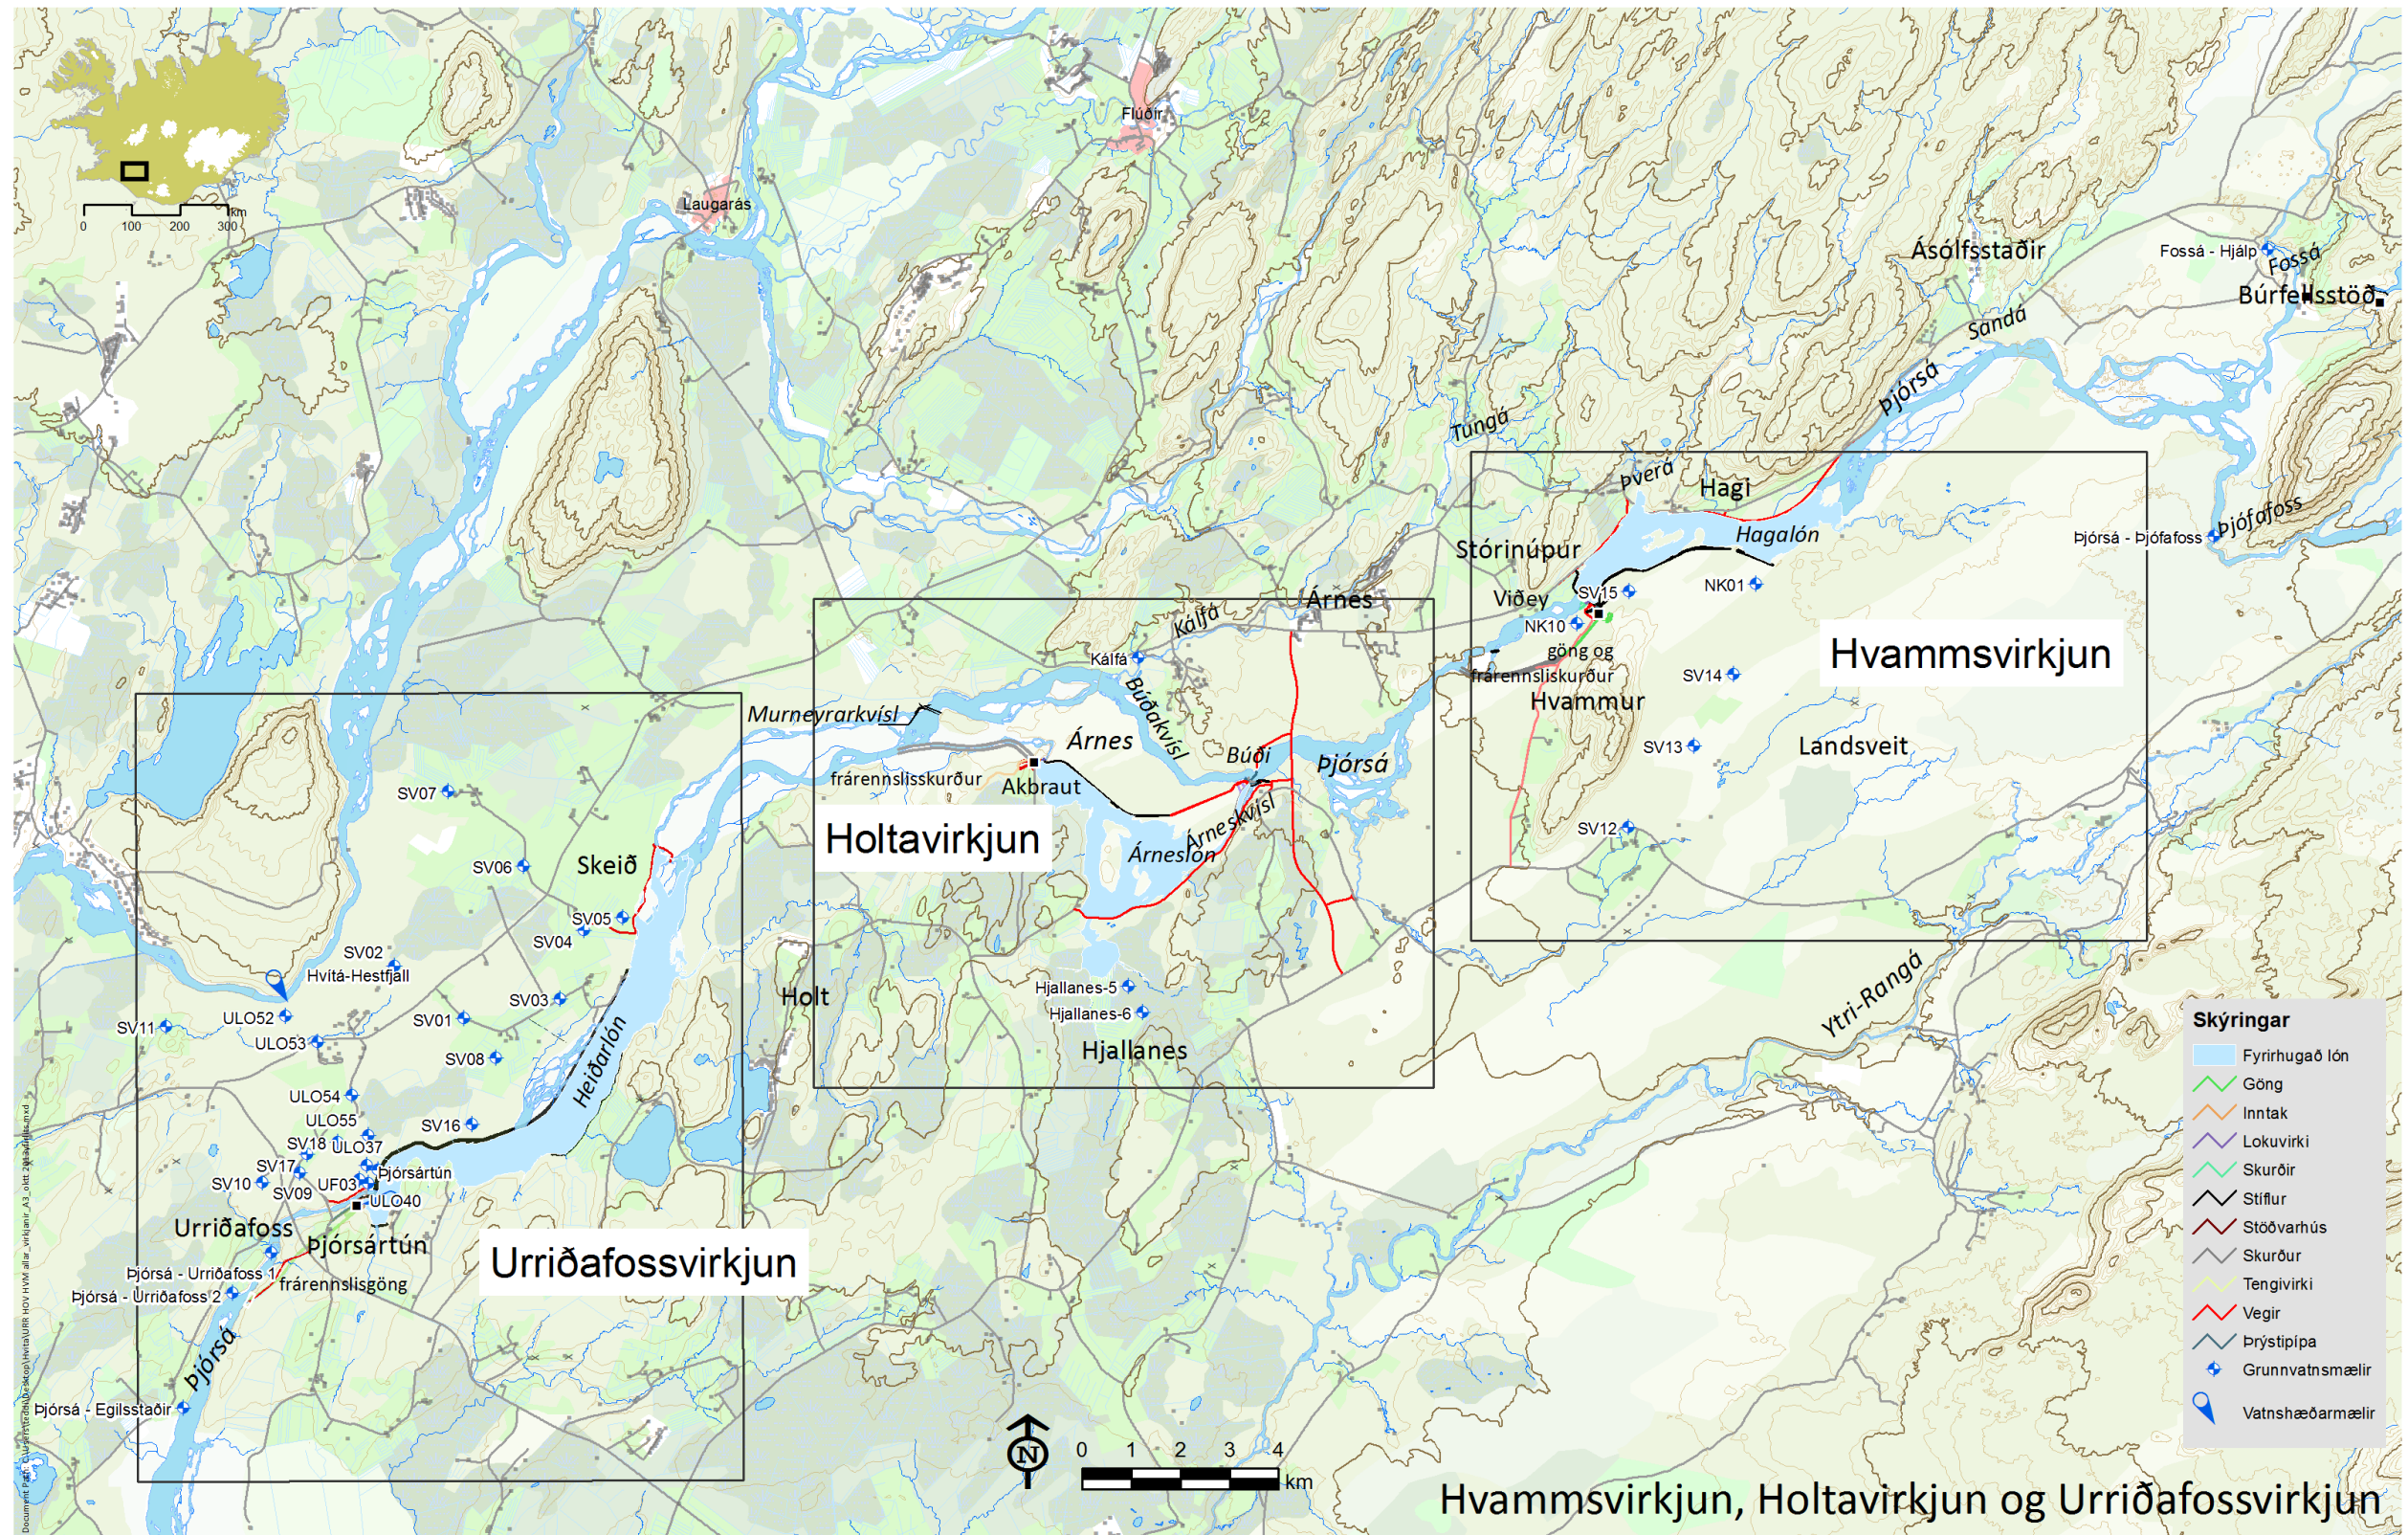 Flúðir
Laugarás
km
0 100 200 300
Ásólfsstaðir
Fossá - Hjálp
Fossá
Búrfellsstöð
Sandá
Þjórsá
Tungá
Þverá
Hagi
Hagalón
Þjófafoss
Þjórsá - Þjófafoss
Stórinúpur
NK01
SV15
Viðey
NK10
Árnes
Kálfá
Kálfá
göng og
frárennsliskurður
Hvammsvirkjun
SV14
Hvammur
Búðakvísl
Murneyrarkvísl
Árnes
Búði
Þjórsá
SV13
Landsveit
frárennslisskurður
Akbraut
SV07
Árneskvísl
Holtavirkjun
Árneslón
SV12
SV06
Skeið
SV05
SV04
SV02
Hvítá-Hestfjall
Holt
SV03
Hjallanes-5
Hjallanes-6
Ytri-Rangá
ULO52
SV01
SV11
ULO53
SV08
Hjallanes
Heiðarlón
ULO54
ULO55
SV16
SV18
ULO37
SV17
Þjórsártún
SV10
UF03
SV09
ULO40
Urriðafoss
Þjórsártún
Urriðafossvirkjun
Þjórsá - Urriðafoss 1
frárennslisgöng
Þjórsá - Urriðafoss 2
Þjórsá
Þjórsá - Egilsstaðir
Skýringar
Fyrirhugað lón
Göng
Inntak
Lokuvirki
Skurðir
Stíflur
Stöðvarhús
Skurður
Tengivirki
Vegir
Þrýstipípa
Grunnvatnsmælir
Vatnshæðarmælir
N
0 1 2 3 4
km
Hvammsvirkjun, Holtavirkjun og Urriðafossvirkjun